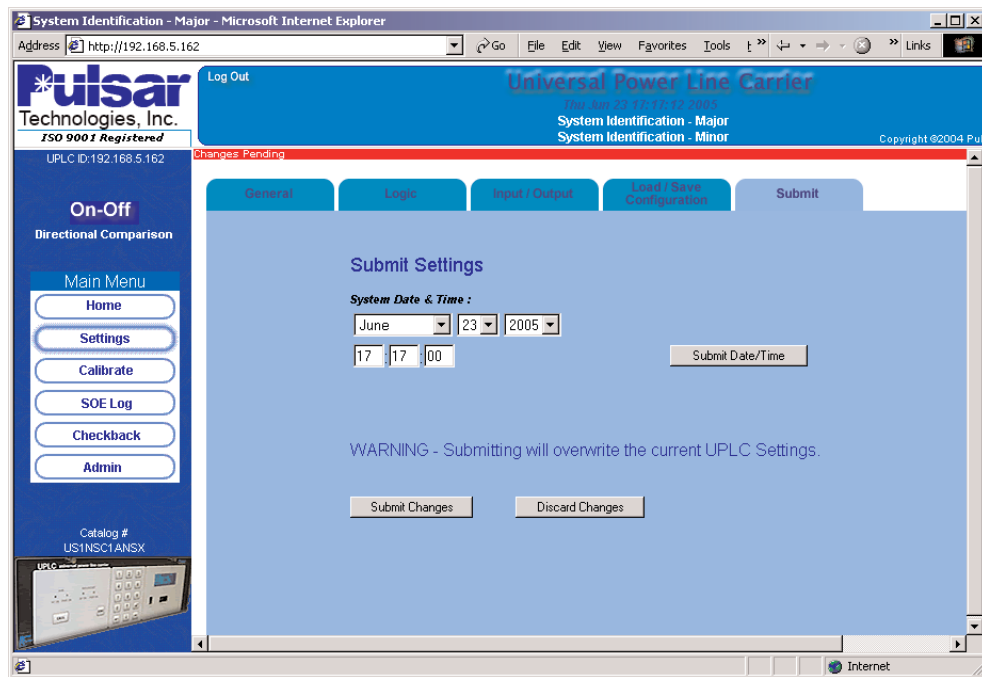 System Identification - Major - Microsoft Internet Explorer
Address http://192.168.5.162 Go File Edit View Favorites Tools » Links
Pulsar
Technologies, Inc.
ISO 9001 Registered
Log Out
Universal Power Line Carrier
Thu Jun 23 17:17:12 2005
System Identification - Major
System Identification - Minor
Copyright ©2004 Pul
UPLC ID:192.168.5.162
Changes Pending
General
Logic
Input / Output
Load / Save
Configuration
Submit
On-Off
Directional Comparison
Main Menu
Home
Settings
Calibrate
SOE Log
Checkback
Admin
Submit Settings
System Date & Time :
June 23 2005
17 : 17 : 00
Submit Date/Time
WARNING - Submitting will overwrite the current UPLC Settings.
Submit Changes
Discard Changes
Catalog #
US1NSC1ANSX
UPLC
Internet